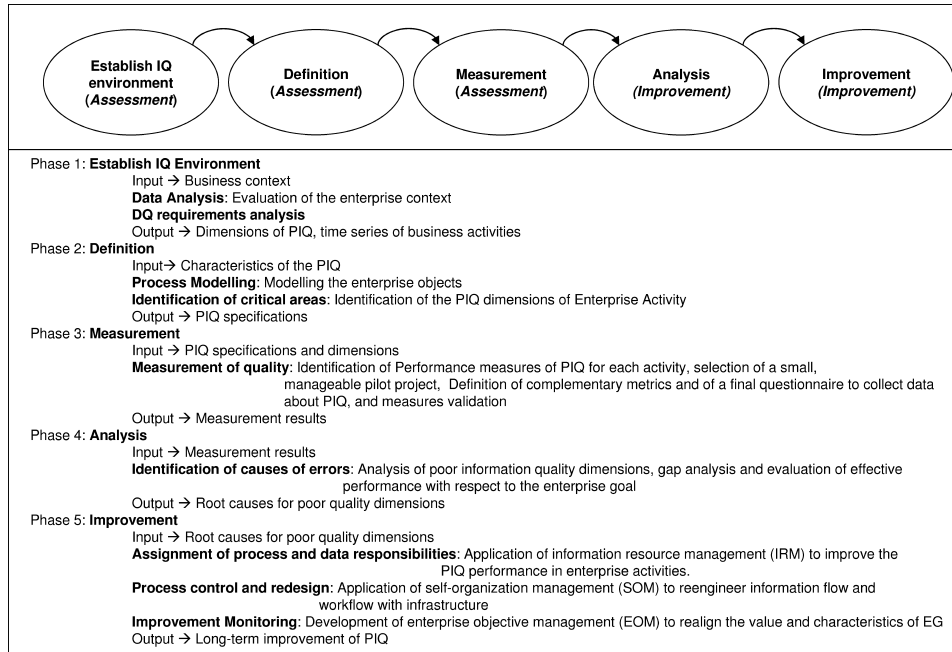 Establish IQ
environment
(Assessment)
Definition
(Assessment)
Measurement
(Assessment)
Analysis
(Improvement)
Improvement
(Improvement)
Phase 1: Establish IQ Environment
Input → Business context
Data Analysis: Evaluation of the enterprise context
DQ requirements analysis
Output → Dimensions of PIQ, time series of business activities
Phase 2: Definition
Input→ Characteristics of the PIQ
Process Modelling: Modelling the enterprise objects
Identification of critical areas: Identification of the PIQ dimensions of Enterprise Activity
Output → PIQ specifications
Phase 3: Measurement
Input → PIQ specifications and dimensions
Measurement of quality: Identification of Performance measures of PIQ for each activity, selection of a small,
manageable pilot project, Definition of complementary metrics and of a final questionnaire to collect data
about PIQ, and measures validation
Output → Measurement results
Phase 4: Analysis
Input → Measurement results
Identification of causes of errors: Analysis of poor information quality dimensions, gap analysis and evaluation of effective
performance with respect to the enterprise goal
Output → Root causes for poor quality dimensions
Phase 5: Improvement
Input → Root causes for poor quality dimensions
Assignment of process and data responsibilities: Application of information resource management (IRM) to improve the
PIQ performance in enterprise activities.
Process control and redesign: Application of self-organization management (SOM) to reengineer information flow and
workflow with infrastructure
Improvement Monitoring: Development of enterprise objective management (EOM) to realign the value and characteristics of EG
Output → Long-term improvement of PIQ